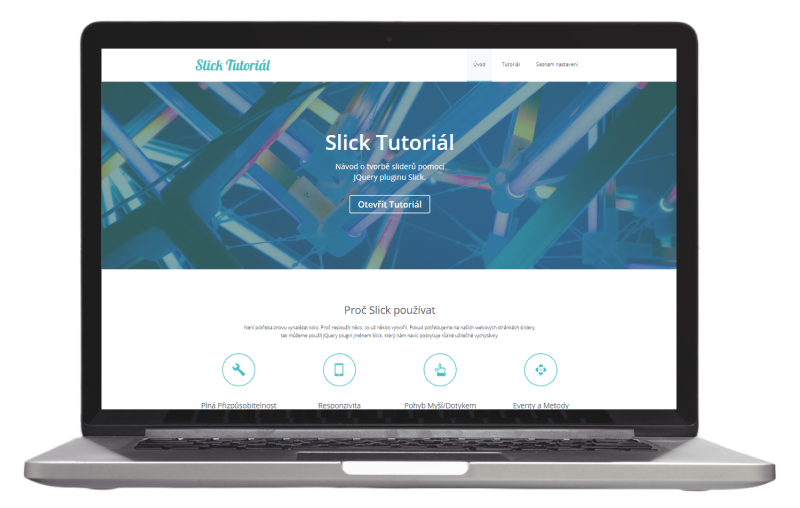 Slick Tutoriál
Úvod
Tutoriál
Seznam nastavení
Slick Tutoriál
Návod o tvorbě sliderů pomocí
JQuery pluginu Slick.
Otevřít Tutoriál
Proč Slick používat
Není potřeba znovu vynalézat kolo. Proč nepoužít něco, co už někdo vytvořil. Pokud potřebujeme na našich webových stránkách slidery,
tak můžeme použít JQuery plugin jménem Slick, který nám navíc poskytuje různé užitečné vychytávky.
Plná Přizpůsobitelnost
Responzivita
Pohyb Myší/Dotykem
Eventy a Metody